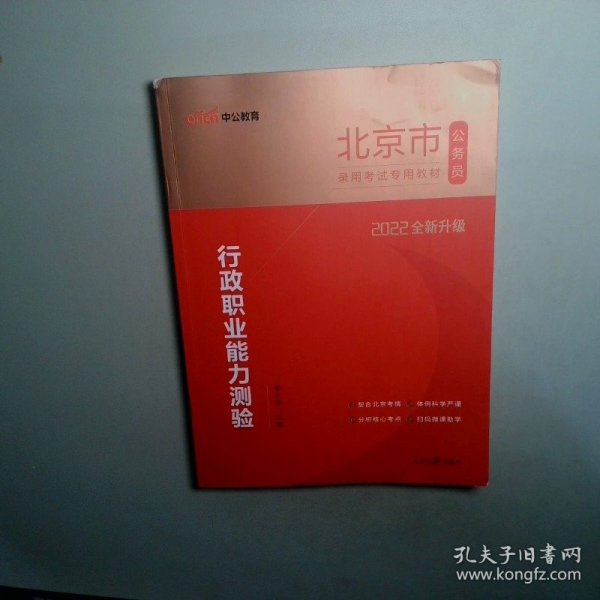 offcn 中公教育
北京市
公务员
录用考试专用教材
2022全新升级
行政职业能力测验
契合北京考情
体例科学严谨
分析核心考点
扫码微课助学
孔夫子旧书网
www.kongfz.com